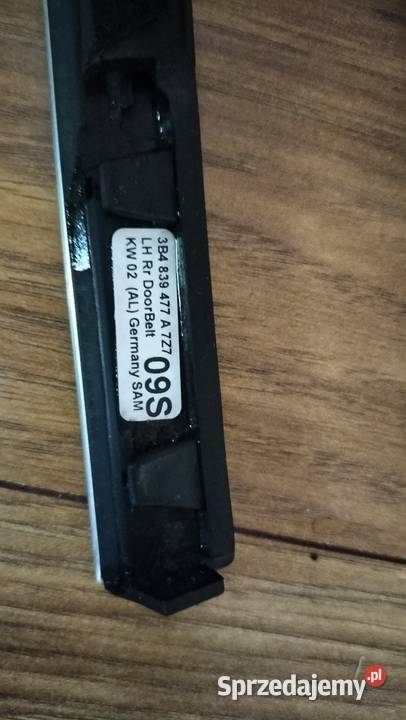 3B4 839 477 A 7Z7
LH Rr DoorBelt
KW 02 (AL) Germany SAM
09S
Sprzedajemy.pl